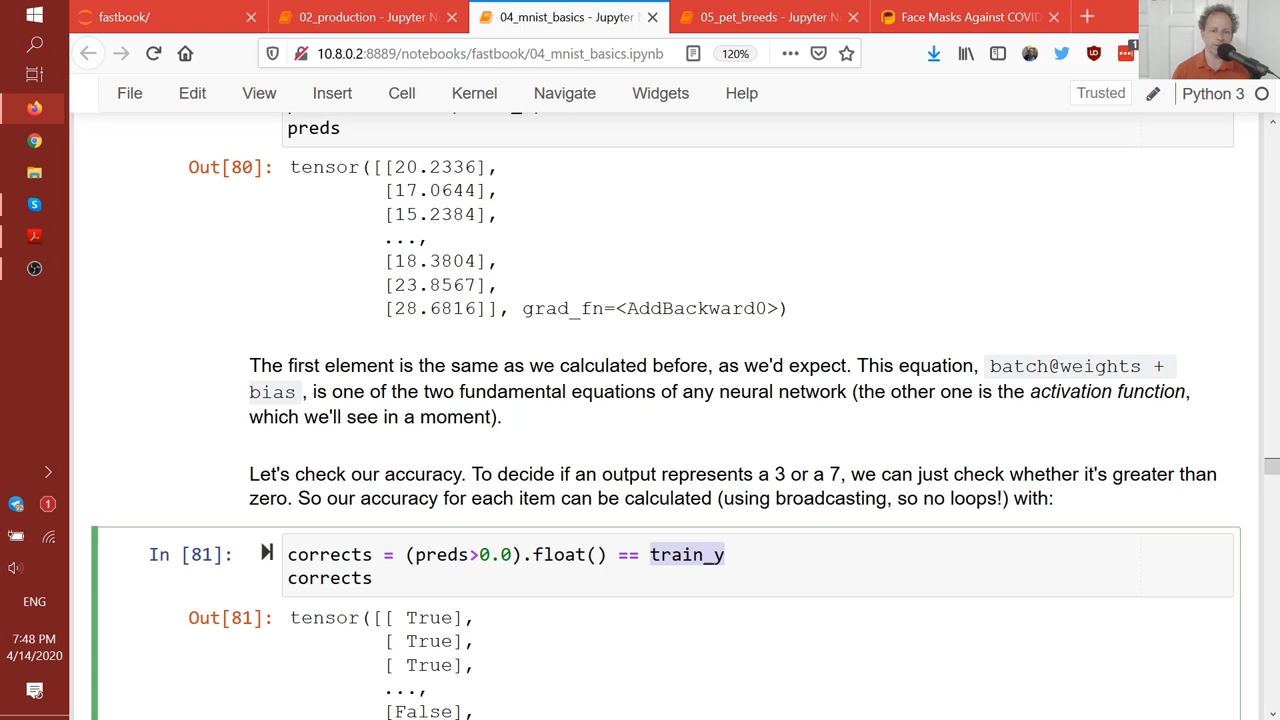 fastbook/
02_production - Jupyter N
04_mnist_basics - Jupyter N
05_pet_breeds - Jupyter N
Face Masks Against COVID
10.8.0.2:8889/notebooks/fastbook/04_mnist_basics.ipynb
120%
1
File Edit View Insert Cell Kernel Navigate Widgets Help
Trusted
Python 3
preds
Out[80]: tensor([[20.2336],
[17.0644],
[15.2384],
...,
[18.3804],
[23.8567],
[28.6816]], grad_fn=<AddBackward0>)
The first element is the same as we calculated before, as we'd expect. This equation, batch@weights +
bias , is one of the two fundamental equations of any neural network (the other one is the activation function,
which we'll see in a moment).
Let's check our accuracy. To decide if an output represents a 3 or a 7, we can just check whether it's greater than
zero. So our accuracy for each item can be calculated (using broadcasting, so no loops!) with:
In [81]: corrects = (preds>0.0).float() == train_y
corrects
Out[81]: tensor([[ True],
[ True],
[ True],
...,
[False],
1
ENG
7:48 PM
4/14/2020